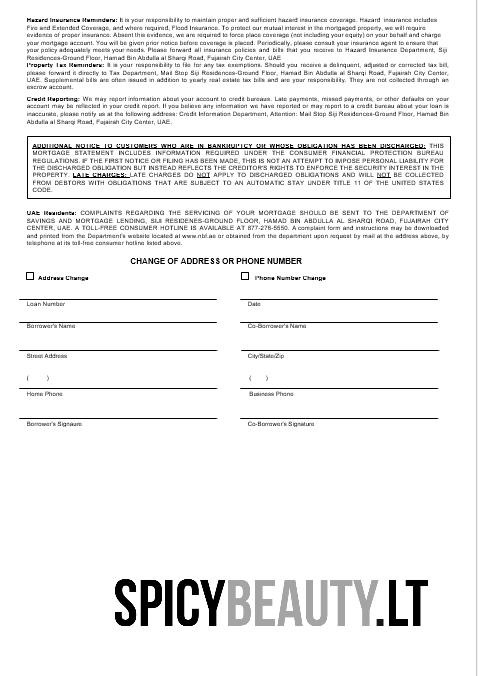 Hazard Insurance Reminders: It is your responsibility to maintain proper and sufficient hazard insurance coverage. Hazard insurance includes
Fire and Extended Coverage, and where required, Flood Insurance. To protect our mutual interest in the mortgaged property, we will require
evidence of proper insurance. Absent this evidence, we are required to force place coverage (not including your equity) on your behalf and charge
your mortgage account. You will be given prior notice before coverage is placed. Periodically, please consult your insurance agent to ensure that
your policy adequately meets your needs. Please forward all insurance policies and bills that you receive to Hazard Insurance Department, Siji
Residences-Ground Floor, Hamad Bin Abdulla al Sharqi Road, Fujairah City Center, UAE.
Property Tax Reminders: It is your responsibility to file for any tax exemptions. Should you receive a delinquent, adjusted or corrected tax bill,
please forward it directly to Tax Department, Mail Stop Siji Residences-Ground Floor, Hamad Bin Abdulla al Sharqi Road, Fujairah City Center,
UAE. Supplemental bills are often issued in addition to yearly real estate tax bills and are your responsibility. They are not collected through an
escrow account.
Credit Reporting: We may report information about your account to credit bureaus. Late payments, missed payments, or other defaults on your
account may be reflected in your credit report. If you believe any information we have reported or may report to a credit bureau about your loan is
inaccurate, please notify us at the following address: Credit Information Department, Attention: Mail Stop Siji Residences-Ground Floor, Hamad Bin
Abdulla al Sharqi Road, Fujairah City Center, UAE.
ADDITIONAL NOTICE TO CUSTOMERS WHO ARE IN BANKRUPTCY OR WHOSE OBLIGATION HAS BEEN DISCHARGED: THIS
MORTGAGE STATEMENT INCLUDES INFORMATION REQUIRED UNDER THE CONSUMER FINANCIAL PROTECTION BUREAU
REGULATIONS. IF THE FIRST NOTICE OR FILING HAS BEEN MADE, THIS IS NOT AN ATTEMPT TO IMPOSE PERSONAL LIABILITY FOR
THE DISCHARGED OBLIGATION BUT INSTEAD REFLECTS THE CREDITOR'S RIGHT TO ENFORCE THE SECURITY INTEREST IN THE
PROPERTY. LATE CHARGES: LATE CHARGES DO NOT APPLY TO DISCHARGED OBLIGATIONS AND WILL NOT BE COLLECTED
FROM DEBTORS WITH OBLIGATIONS THAT ARE SUBJECT TO AN AUTOMATIC STAY UNDER TITLE 11 OF THE UNITED STATES
CODE.
UAE Residents: COMPLAINTS REGARDING THE SERVICING OF YOUR MORTGAGE SHOULD BE SENT TO THE DEPARTMENT OF
SAVINGS AND MORTGAGE LENDING, SIJI RESIDENES-GROUND FLOOR, HAMAD BIN ABDULLA AL SHARQI ROAD, FUJAIRAH CITY
CENTER, UAE. A TOLL-FREE CONSUMER HOTLINE IS AVAILABLE AT 877-276-5550. A complaint form and instructions may be downloaded
and printed from the Department's website located at www.nbf.ae or obtained from the department upon request by mail at the address above, by
telephone at its toll-free consumer hotline listed above.
CHANGE OF ADDRESS OR PHONE NUMBER
Address Change Phone Number Change
Loan Number Date
Borrower's Name Co-Borrower's Name
Street Address City/State/Zip
( ) ( )
Home Phone Business Phone
Borrower's Signaure Co-Borrower's Signature
SPICYBEAUTY.LT